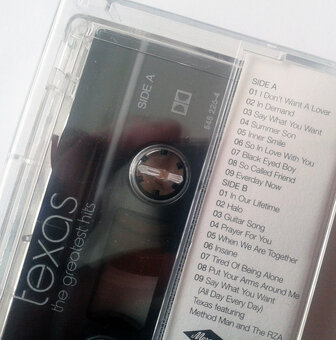 texas
the greatest hits
SIDE A
548 226-4
SIDE A
01 I Don't Want A Lover
02 In Demand
03 Say What You Want
04 Summer Son
05 Inner Smile
06 So In Love With You
07 Black Eyed Boy
08 So Called Friend
09 Everday Now
SIDE B
01 In Our Lifetime
02 Halo
03 Guitar Song
04 Prayer For You
05 When We Are Together
06 Insane
07 Tired Of Being Alone
08 Put Your Arms Around Me
09 Say What You Want
(All Day Every Day)
Texas featuring
Method Man and The RZA